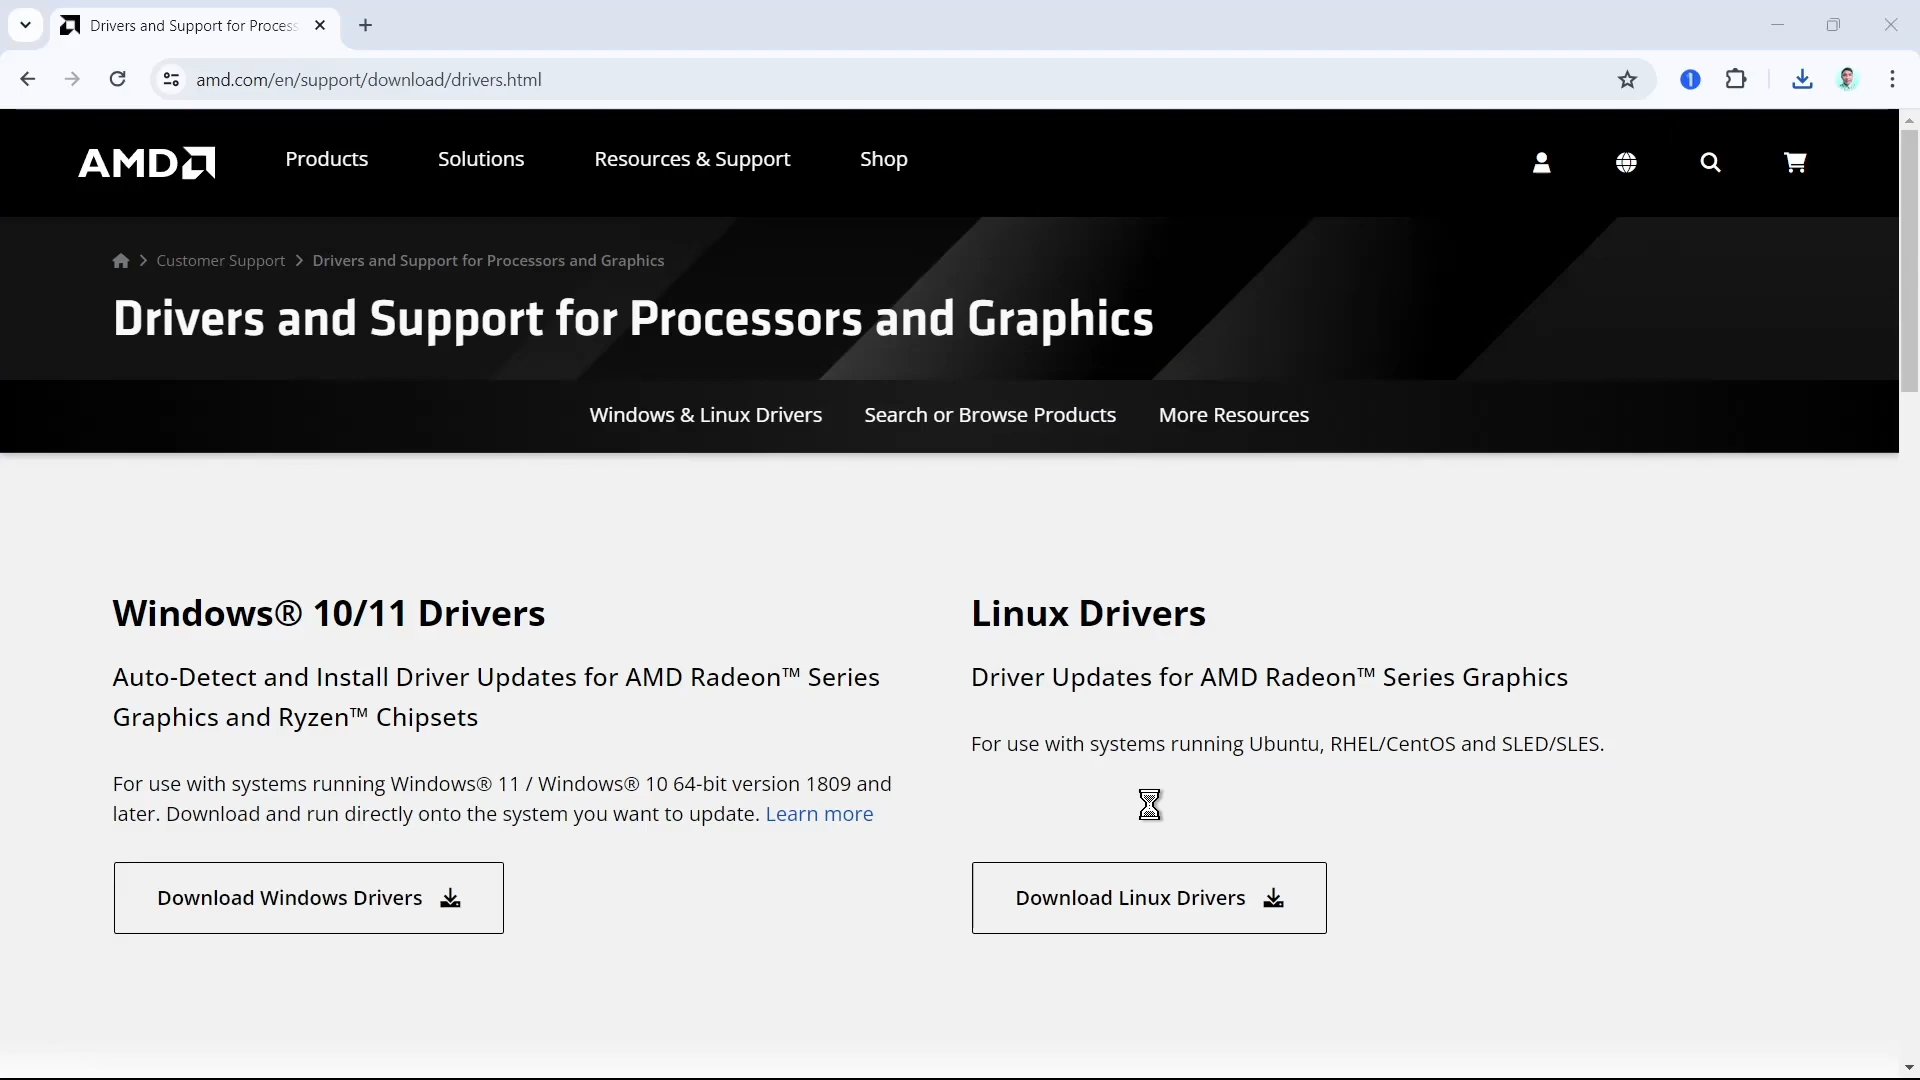 Drivers and Support for Process
amd.com/en/support/download/drivers.html
AMD
Products Solutions Resources & Support Shop
Customer Support Drivers and Support for Processors and Graphics
Drivers and Support for Processors and Graphics
Windows & Linux Drivers Search or Browse Products More Resources
Windows® 10/11 Drivers
Auto-Detect and Install Driver Updates for AMD Radeon™ Series
Graphics and Ryzen™ Chipsets
For use with systems running Windows® 11 / Windows® 10 64-bit version 1809 and
later. Download and run directly onto the system you want to update. Learn more
Download Windows Drivers
Linux Drivers
Driver Updates for AMD Radeon™ Series Graphics
For use with systems running Ubuntu, RHEL/CentOS and SLED/SLES.
Download Linux Drivers